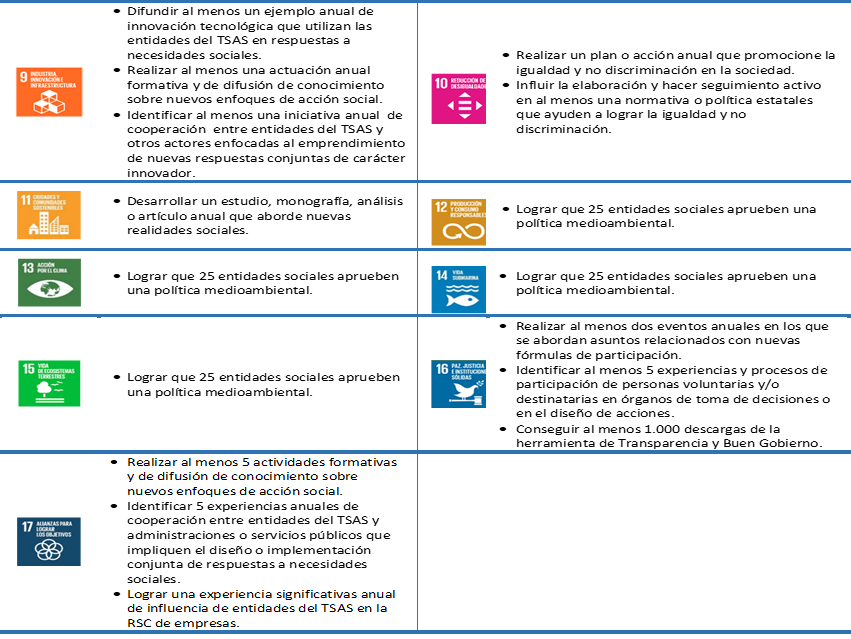 9 INDUSTRIA,
INNOVACIÓN E
INFRAESTRUCTURA
• Difundir al menos un ejemplo anual de
innovación tecnológica que utilizan las
entidades del TSAS en respuestas a
necesidades sociales.
• Realizar al menos una actuación anual
formativa y de difusión de conocimiento
sobre nuevos enfoques de acción social.
• Identificar al menos una iniciativa anual de
cooperación entre entidades del TSAS y
otros actores enfocadas al emprendimiento
de nuevas respuestas conjuntas de carácter
innovador.
10 REDUCCIÓN DE
DESIGUALDADE
• Realizar un plan o acción anual que promocione la
igualdad y no discriminación en la sociedad.
• Influir la elaboración y hacer seguimiento activo
en al menos una normativa o política estatales
que ayuden a lograr la igualdad y no
discriminación.
11 CIUDADES Y
COMUNIDADES
SOSTENIBLES
• Desarrollar un estudio, monografía, análisis
o artículo anual que aborde nuevas
realidades sociales.
12 PRODUCCIÓN
Y CONSUMO
RESPONSABLES
• Lograr que 25 entidades sociales aprueben una
política medioambiental.
13 ACCIÓN
POR EL CLIMA
• Lograr que 25 entidades sociales aprueben
una política medioambiental.
14 VIDA
SUBMARINA
• Lograr que 25 entidades sociales aprueben una
política medioambiental.
15 VIDA
DE ECOSISTEMAS
TERRESTRES
• Lograr que 25 entidades sociales aprueben
una política medioambiental.
16 PAZ, JUSTICIA
E INSTITUCION
SÓLIDAS
• Realizar al menos dos eventos anuales en los que
se abordan asuntos relacionados con nuevas
fórmulas de participación.
• Identificar al menos 5 experiencias y procesos de
participación de personas voluntarias y/o
destinatarias en órganos de toma de decisiones o
en el diseño de acciones.
• Conseguir al menos 1.000 descargas de la
herramienta de Transparencia y Buen Gobierno.
17 ALIANZAS PARA
LOGRAR
LOS OBJETIVOS
• Realizar al menos 5 actividades formativas
y de difusión de conocimiento sobre
nuevos enfoques de acción social.
• Identificar 5 experiencias anuales de
cooperación entre entidades del TSAS y
administraciones o servicios públicos que
impliquen el diseño o implementación
conjunta de respuestas a necesidades
sociales.
• Lograr una experiencia significativas anual
de influencia de entidades del TSAS en la
RSC de empresas.